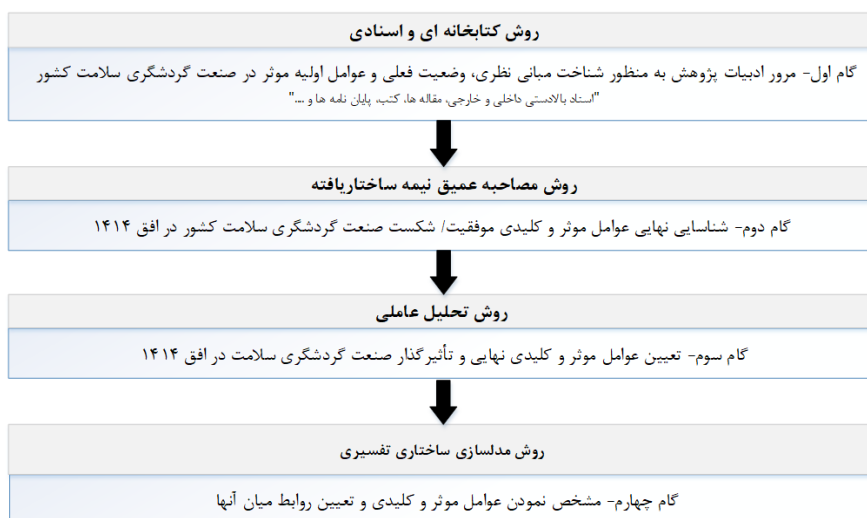 روش کتابخانه ای و اسنادی
گام اول- مرور ادبیات پژوهش به منظور شناخت مبانی نظری، وضعیت فعلی و عوامل اولیه موثر در صنعت گردشگری سلامت کشور
"اسناد بالادستی داخلی و خارجی، مقاله ها، کتب، پایان نامه ها و ...."
روش مصاحبه عمیق نیمه ساختاریافته
گام دوم- شناسایی نهایی عوامل موثر و کلیدی موفقیت/ شکست صنعت گردشگری سلامت کشور در افق ۱۴۱۴
روش تحلیل عاملی
گام سوم- تعیین عوامل موثر و کلیدی نهایی و تأثیرگذار صنعت گردشگری سلامت در افق ۱۴۱۴
روش مدلسازی ساختاری تفسیری
گام چهارم- مشخص نمودن عوامل موثر و کلیدی و تعیین روابط میان آنها